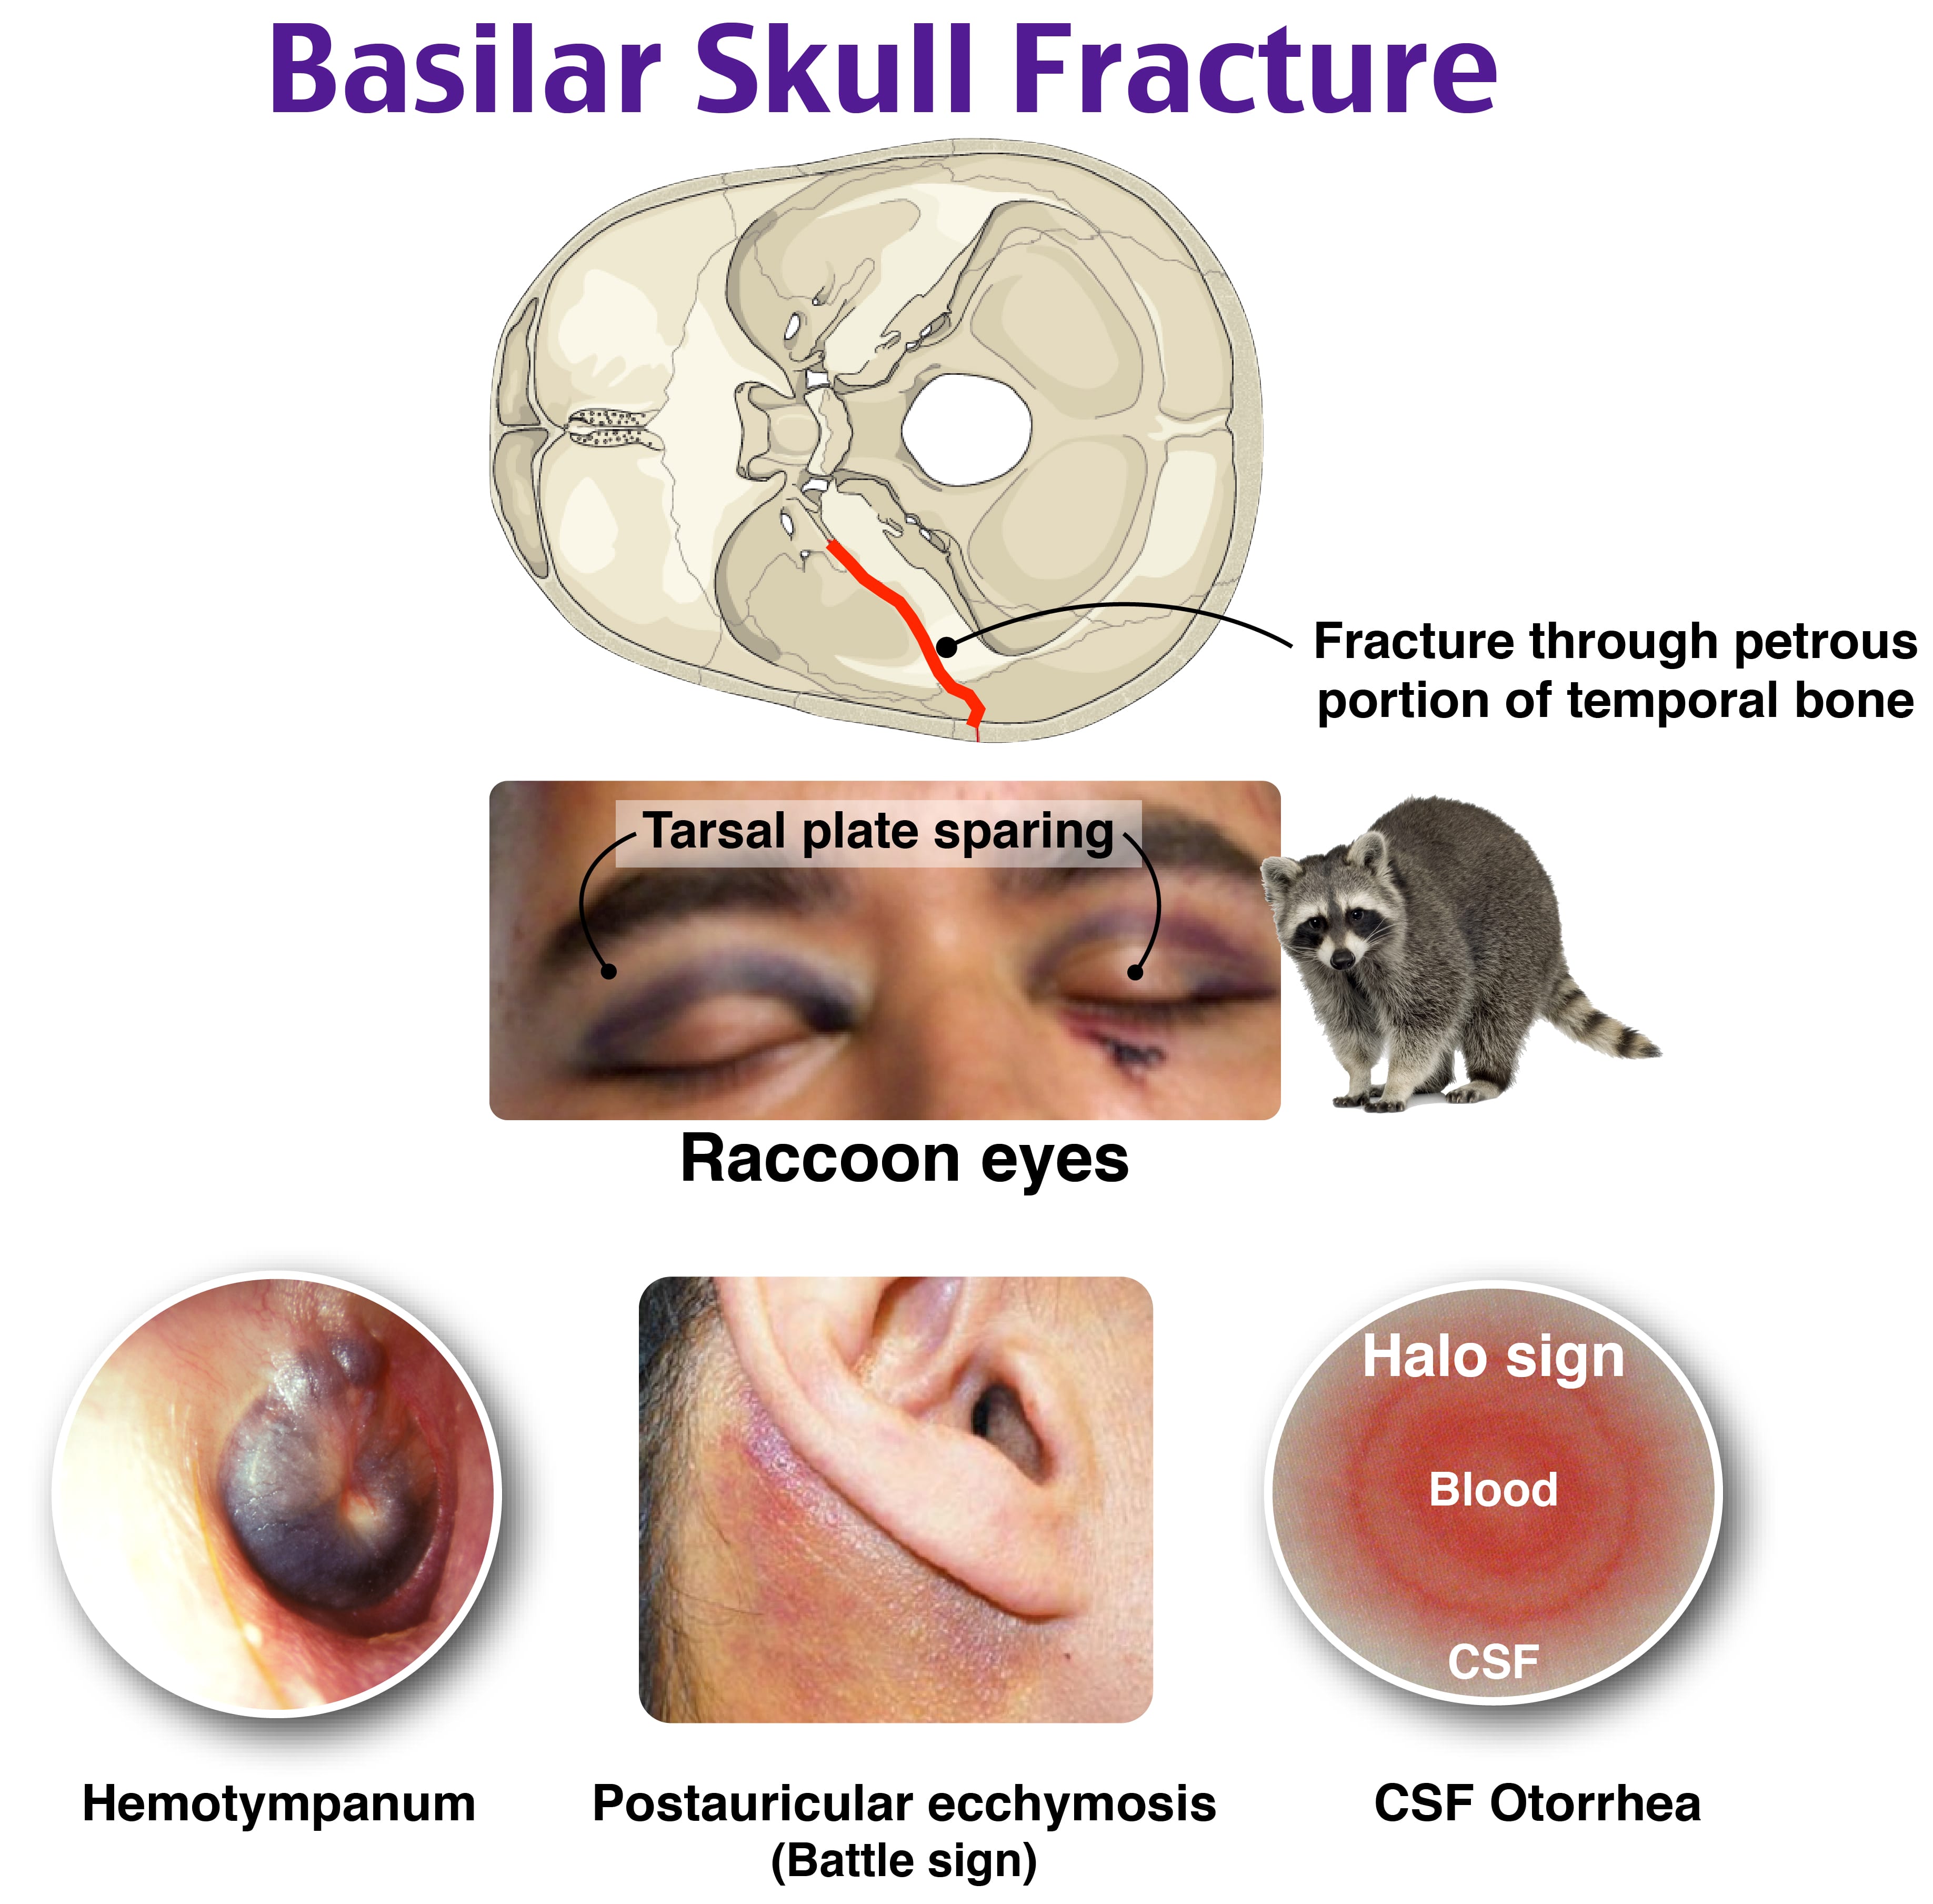 Basilar Skull Fracture
Fracture through petrous
portion of temporal bone
Tarsal plate sparing
Raccoon eyes
Halo sign
Blood
CSF
Hemotympanum
Postauricular ecchymosis
(Battle sign)
CSF Otorrhea